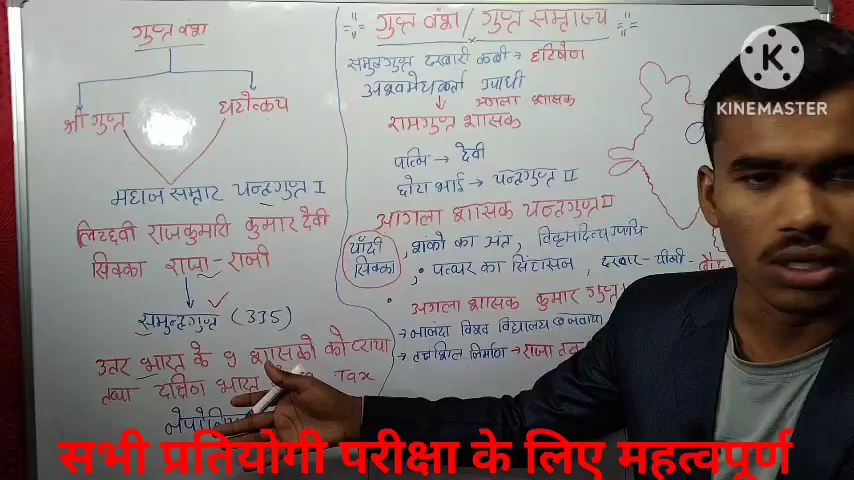 गुप्त वंश
श्री गुप्त
घटोत्कच
महान सम्राट चन्द्रगुप्त I
लिच्छवी राजकुमारी कुमार देवी
सिक्का राजा-रानी
समुन्द्रगुप्त (335)
उत्तर भारत के 9 शासको को
तथा दक्षिण भारत Tax
गुप्त वंश / गुप्त सम्राज्य
समुद्रगुप्त दरबारी कवी → हरिषेण
अश्वमेधकर्ता उपाधी
अगला शासक
रामगुप्त शासक
पत्नि → देवी
छोटा भाई → चन्द्रगुप्त II
अगला शासक चन्द्रगुप्त II
चाँदी सिक्का, शंको का अंत, विक्रमादित्य उपाधि
पत्थर का सिंहासन, दरबार-चीनी-
अगला शासक कुमार गुप्त
→ नालंदा विश्व विद्यालय बनवाया
→ निर्माण → राजा
KINEMASTER
सभी प्रतियोगी परीक्षा के लिए महत्वपूर्ण